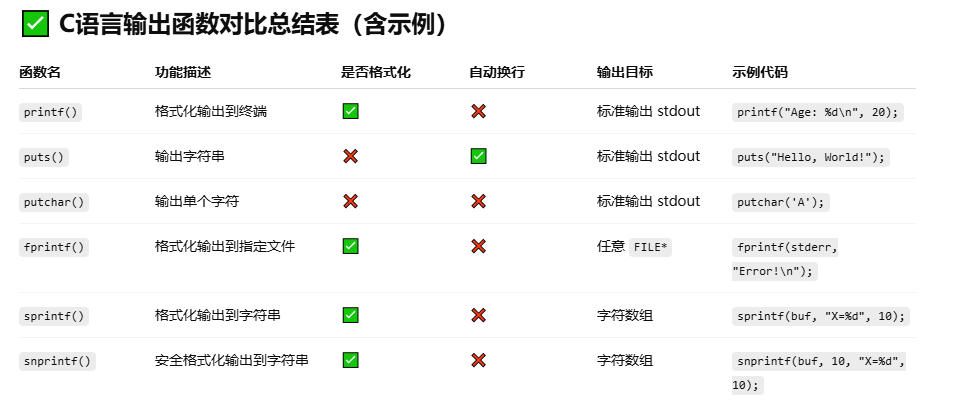 ✅ C语言输出函数对比总结表（含示例）
函数名 功能描述 是否格式化 自动换行 输出目标 示例代码
printf() 格式化输出到终端 ✅ ❌ 标准输出 stdout printf("Age: %d\n", 20);
puts() 输出字符串 ❌ ✅ 标准输出 stdout puts("Hello, World!");
putchar() 输出单个字符 ❌ ❌ 标准输出 stdout putchar('A');
fprintf() 格式化输出到指定文件 ✅ ❌ 任意 FILE* fprintf(stderr,
"Error!\n");
sprintf() 格式化输出到字符串 ✅ ❌ 字符数组 sprintf(buf, "X=%d", 10);
snprintf() 安全格式化输出到字符串 ✅ ❌ 字符数组 snprintf(buf, 10, "X=%d",
10);